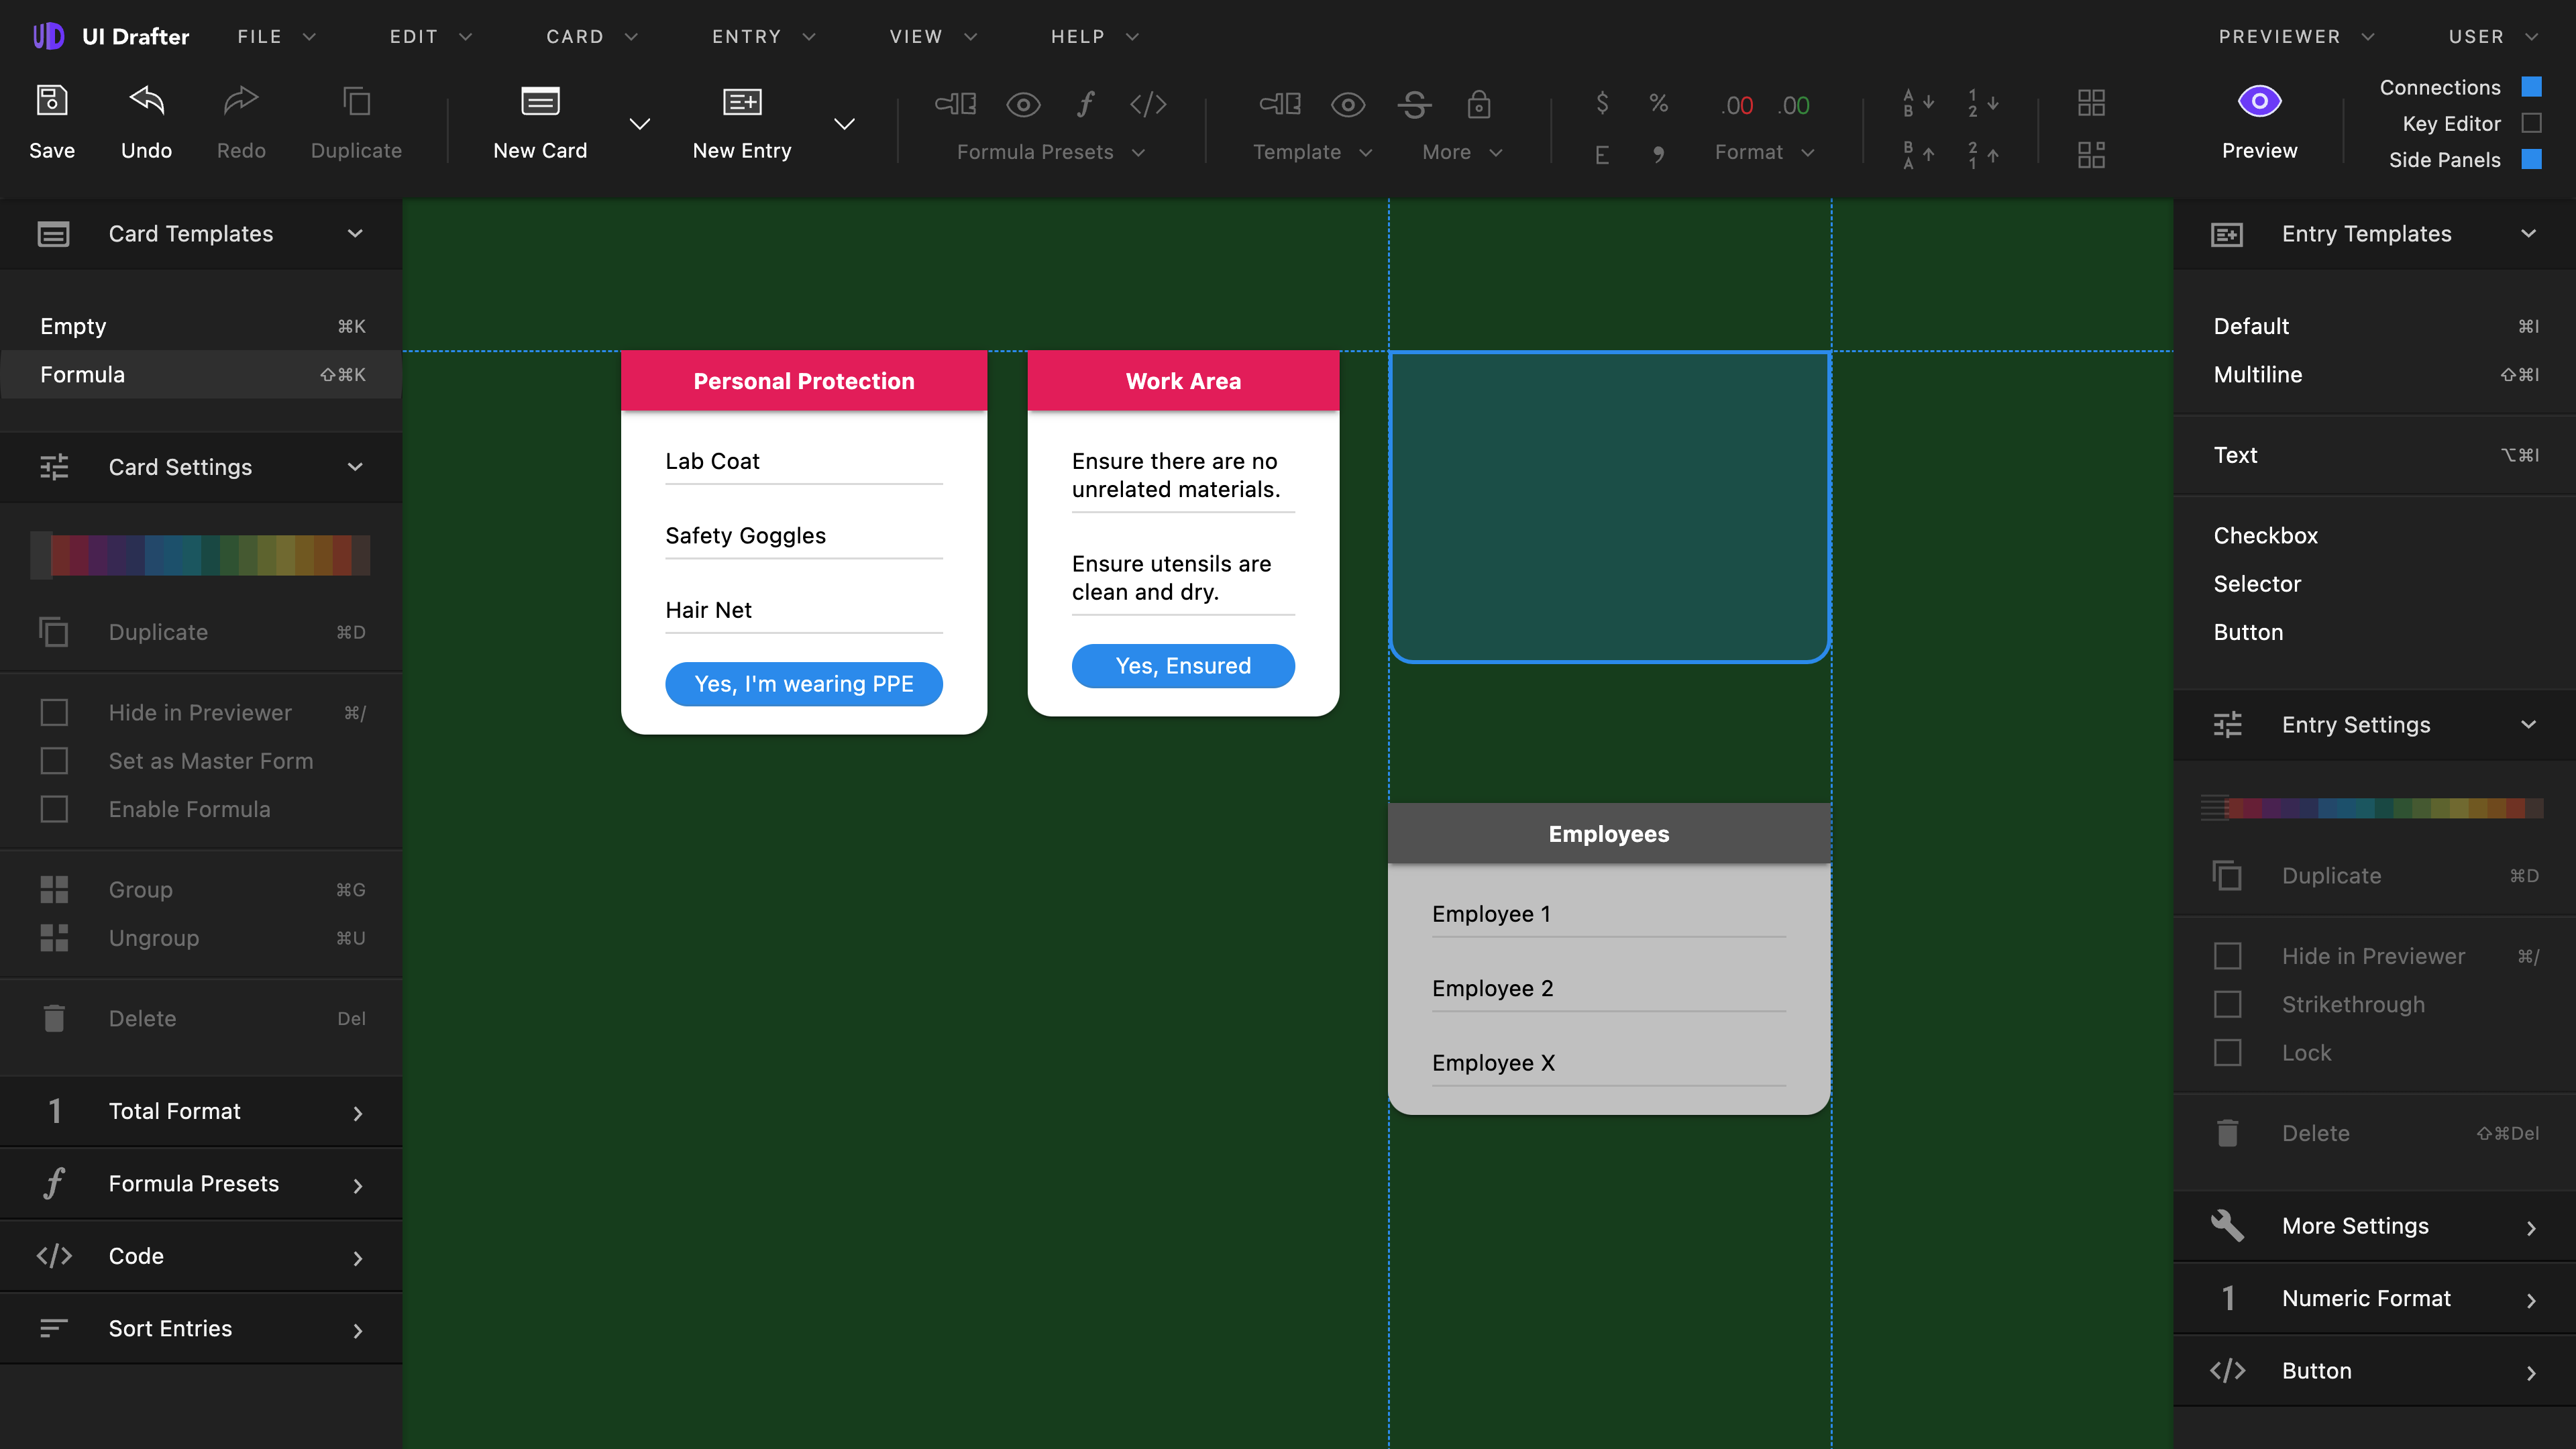 UI Drafter FILE EDIT CARD ENTRY VIEW HELP PREVIEWER USER
Save Undo Redo Duplicate New Card New Entry
Formula Presets
Template More
$ % .00 .00
E , Format
A B 1 2
B A 2 1
Preview
Connections
Key Editor
Side Panels
Card Templates
Empty ⌘K
Formula ⇧⌘K
Card Settings
Duplicate ⌘D
Hide in Previewer ⌘/
Set as Master Form
Enable Formula
Group ⌘G
Ungroup ⌘U
Delete Del
1 Total Format
f Formula Presets
</> Code
Sort Entries
Personal Protection
Lab Coat
Safety Goggles
Hair Net
Yes, I'm wearing PPE
Work Area
Ensure there are no
unrelated materials.
Ensure utensils are
clean and dry.
Yes, Ensured
Employees
Employee 1
Employee 2
Employee X
Entry Templates
Default ⌘I
Multiline ⇧⌘I
Text ⌥⌘I
Checkbox
Selector
Button
Entry Settings
Duplicate ⌘D
Hide in Previewer ⌘/
Strikethrough
Lock
Delete ⇧⌘Del
More Settings
1 Numeric Format
</> Button